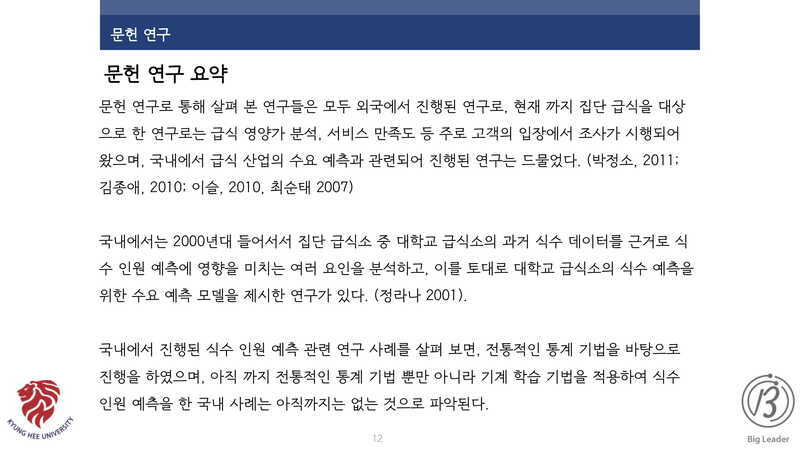 문헌 연구
문헌 연구 요약
문헌 연구로 통해 살펴 본 연구들은 모두 외국에서 진행된 연구로, 현재 까지 집단 급식을 대상
으로 한 연구로는 급식 영양가 분석, 서비스 만족도 등 주로 고객의 입장에서 조사가 시행되어
왔으며, 국내에서 급식 산업의 수요 예측과 관련되어 진행된 연구는 드물었다. (박정소, 2011;
김종애, 2010; 이슬, 2010, 최순태 2007)
국내에서는 2000년대 들어서서 집단 급식소 중 대학교 급식소의 과거 식수 데이터를 근거로 식
수 인원 예측에 영향을 미치는 여러 요인을 분석하고, 이를 토대로 대학교 급식소의 식수 예측을
위한 수요 예측 모델을 제시한 연구가 있다. (정라나 2001).
국내에서 진행된 식수 인원 예측 관련 연구 사례를 살펴 보면, 전통적인 통계 기법을 바탕으로
진행을 하였으며, 아직 까지 전통적인 통계 기법 뿐만 아니라 기계 학습 기법을 적용하여 식수
인원 예측을 한 국내 사례는 아직까지는 없는 것으로 파악된다.
KYUNG HEE UNIVERSITY
12
Big Leader